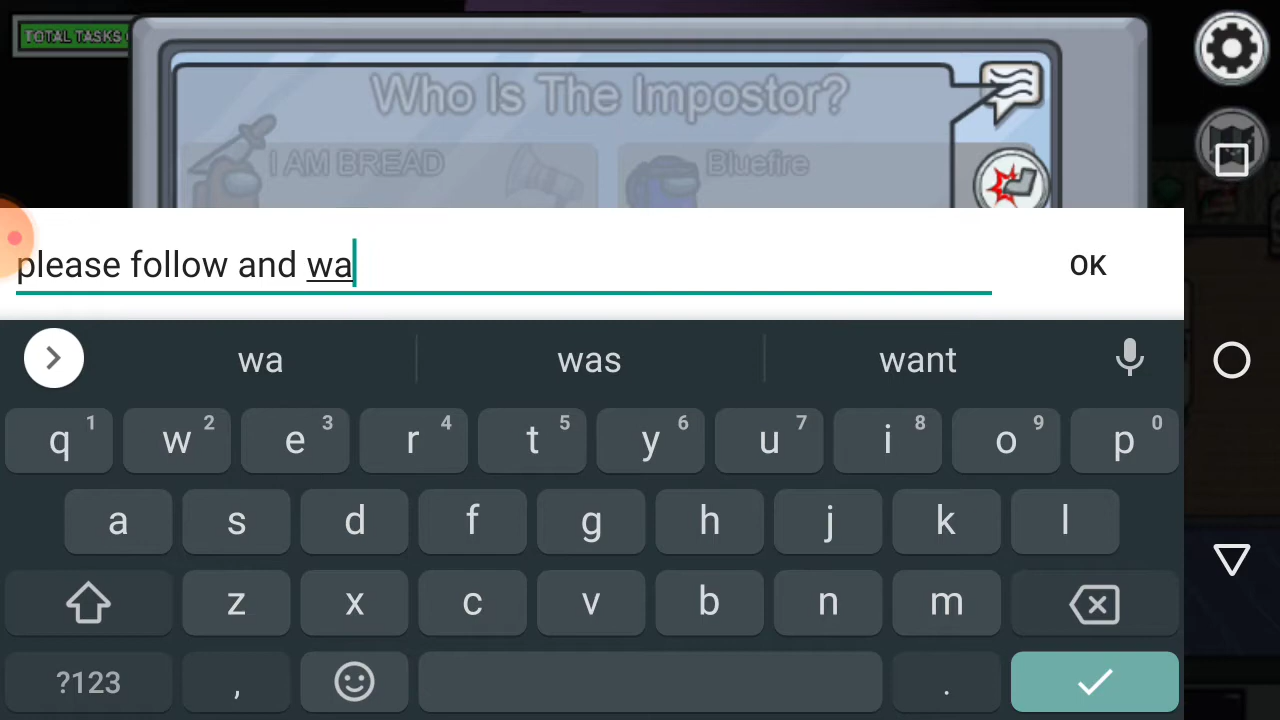 TOTAL TASKS
Who Is The Impostor?
I AM BREAD
Bluefire
please follow and wa
OK
wa was want
q 1 w 2 e 3 r 4 t 5 y 6 u 7 i 8 o 9 p 0
a s d f g h j k l
z x c v b n m
?123 , .